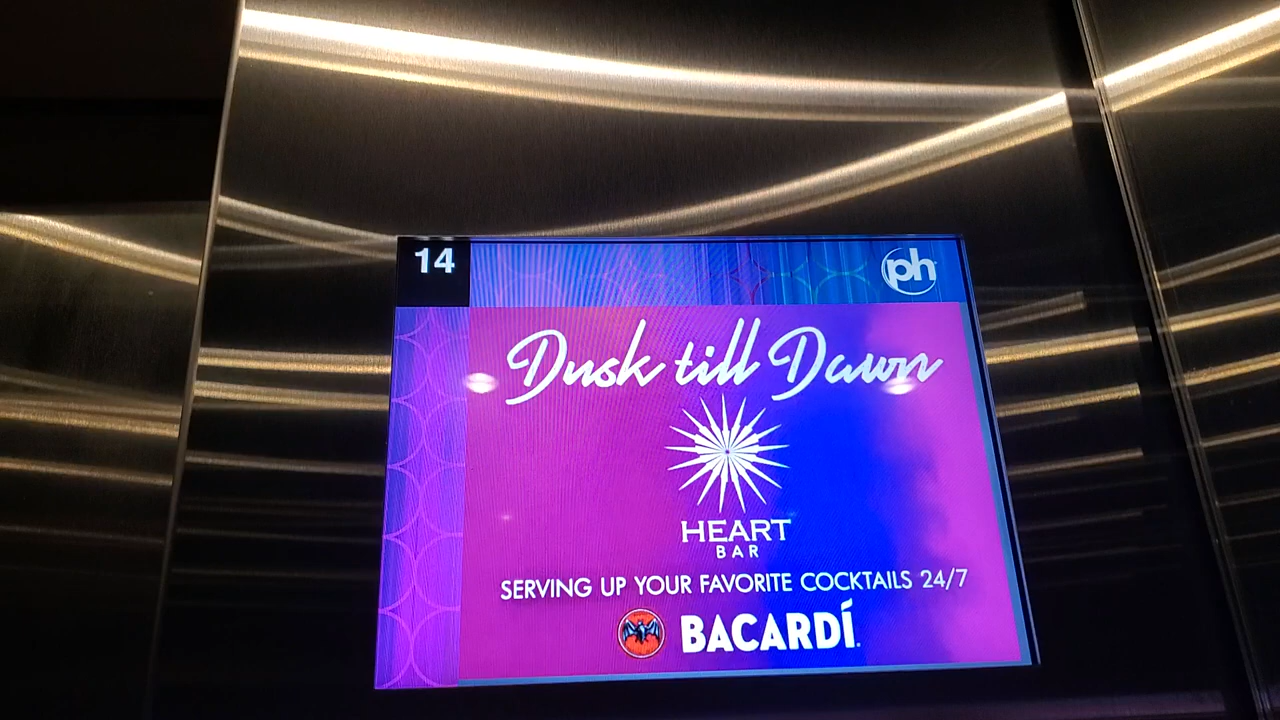 14
ph
Dusk till Dawn
HEART
BAR
SERVING UP YOUR FAVORITE COCKTAILS 24/7
BACARDÍ